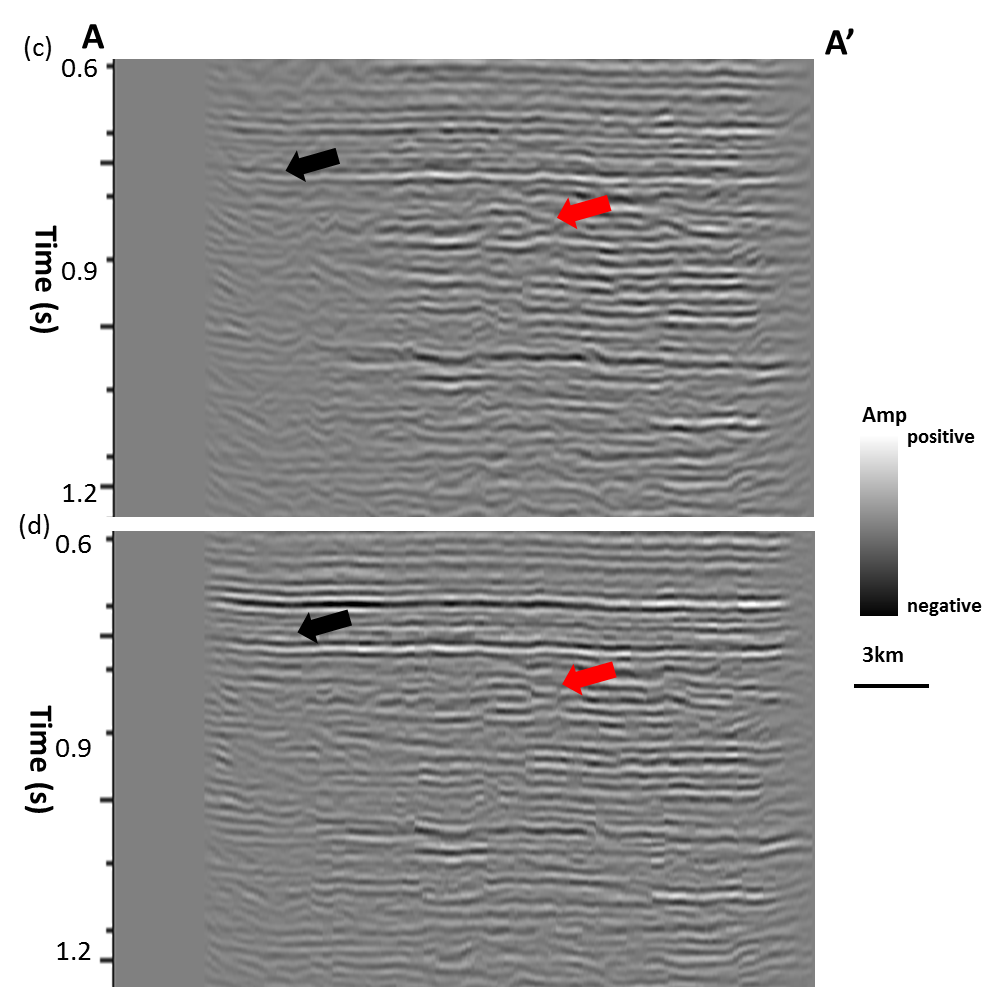 (c) A A’
0.6
Time (s)
0.9
1.2
Amp
positive
negative
3km
(d)
0.6
Time (s)
0.9
1.2